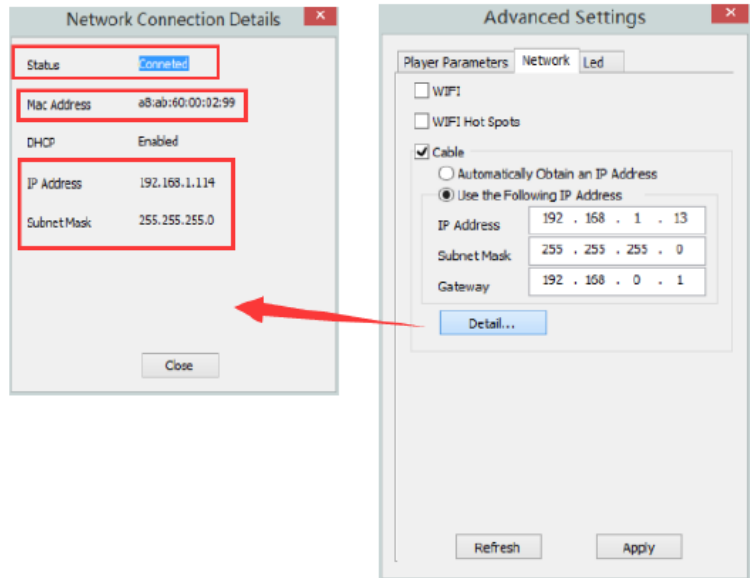 Network Connection Details
Status Conneted
Mac Address a8:ab:60:00:02:99
DHCP Enabled
IP Address 192.168.1.114
Subnet Mask 255.255.255.0
Close
Advanced Settings
Player Parameters Network Led
WIFI
WIFI Hot Spots
Cable
Automatically Obtain an IP Address
Use the Following IP Address
IP Address 192 . 168 . 1 . 13
Subnet Mask 255 . 255 . 255 . 0
Gateway 192 . 168 . 0 . 1
Detail...
Refresh Apply